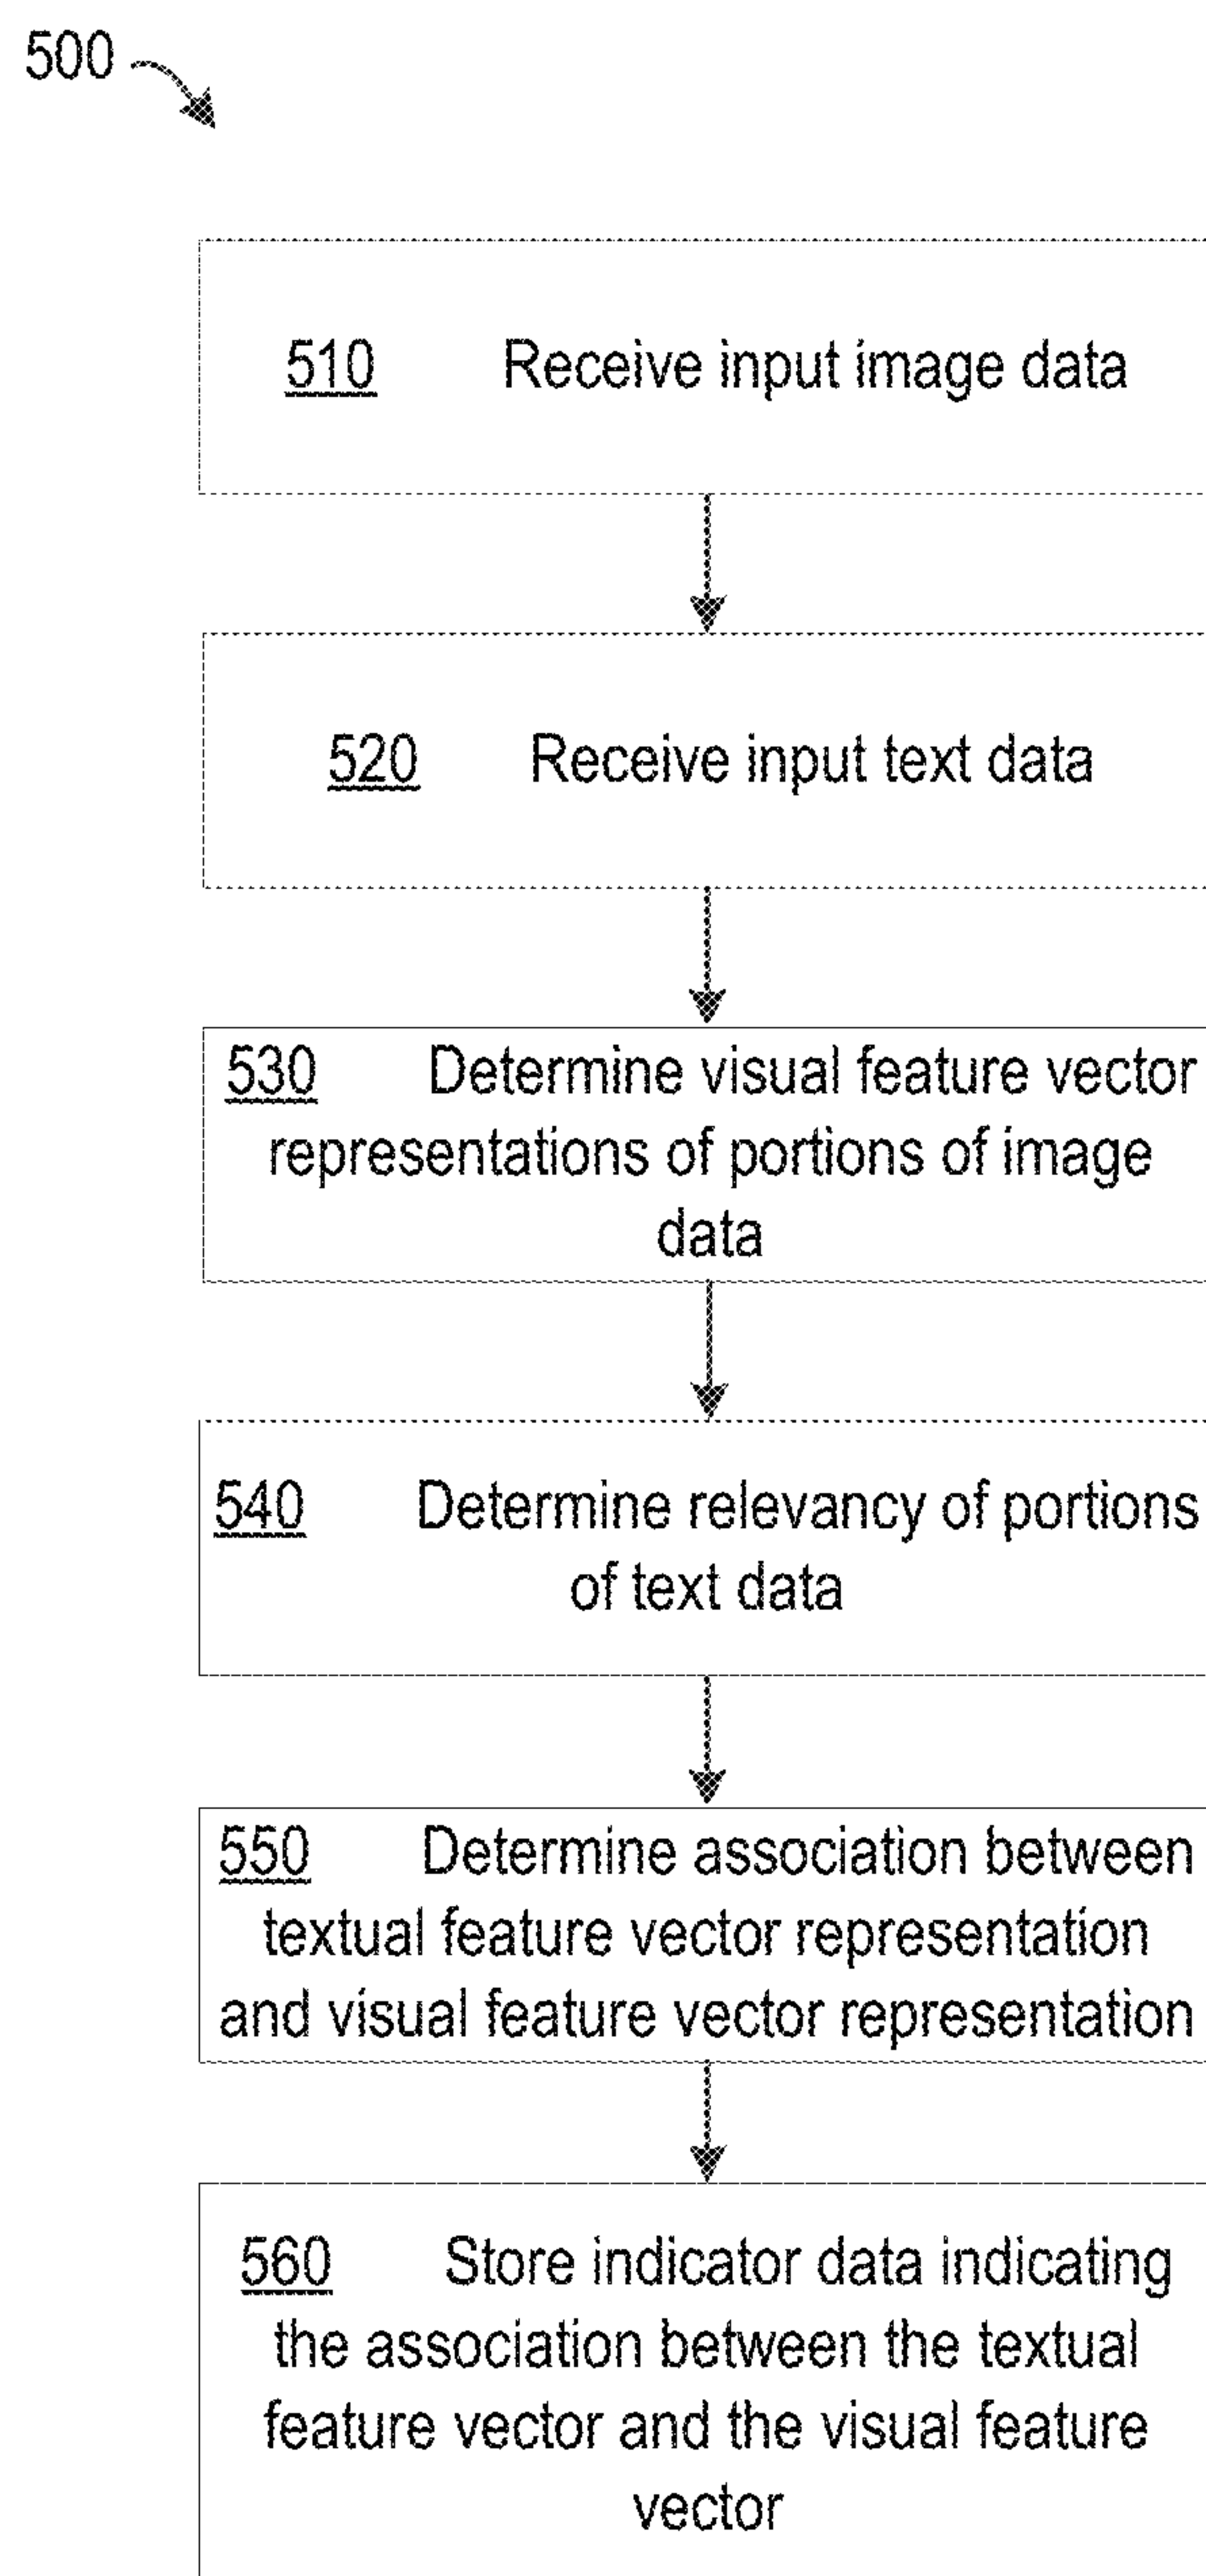 500
510 Receive input image data
520 Receive input text data
530 Determine visual feature vector
representations of portions of image
data
540 Determine relevancy of portions
of text data
550 Determine association between
textual feature vector representation
and visual feature vector representation
560 Store indicator data indicating
the association between the textual
feature vector and the visual feature
vector